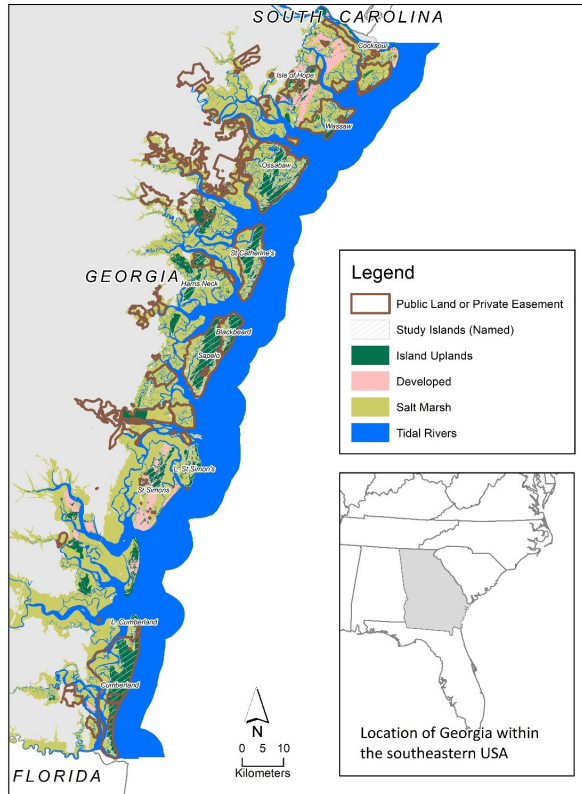 SOUTH CAROLINA
Cockspur
Isle of Hope
Wassaw
Ossabaw
St Catherine's
GEORGIA
Harris Neck
Blackbeard
Sapelo
L. St Simon's
St Simons
L. Cumberland
Cumberland
FLORIDA
N
0 5 10
Kilometers
Legend
Public Land or Private Easement
Study Islands (Named)
Island Uplands
Developed
Salt Marsh
Tidal Rivers
Location of Georgia within
the southeastern USA